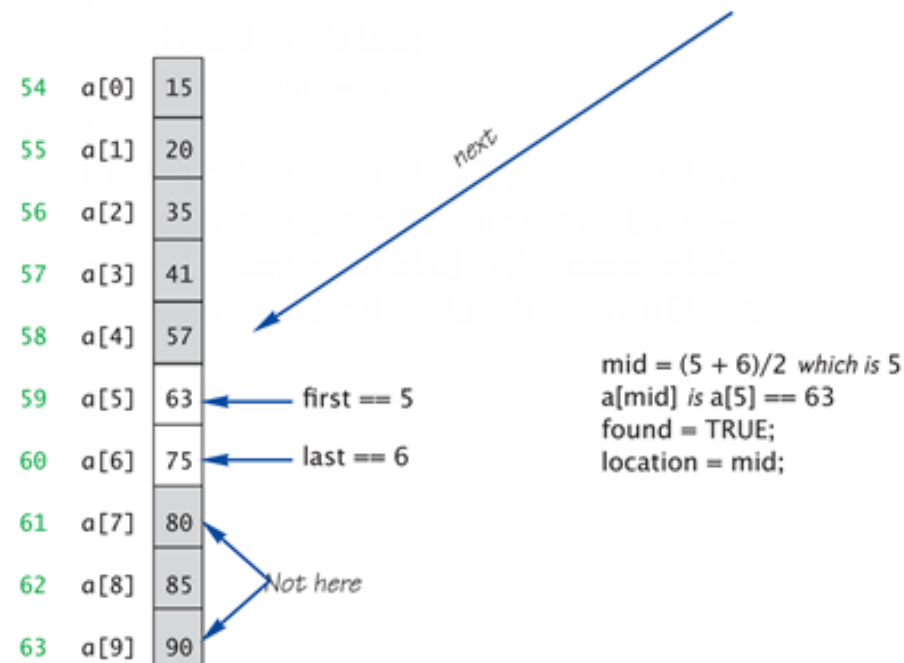 next
54 a[0] 15
55 a[1] 20
56 a[2] 35
57 a[3] 41
58 a[4] 57
59 a[5] 63 first == 5
60 a[6] 75 last == 6
61 a[7] 80
62 a[8] 85 Not here
63 a[9] 90
mid = (5 + 6)/2 which is 5
a[mid] is a[5] == 63
found = TRUE;
location = mid;